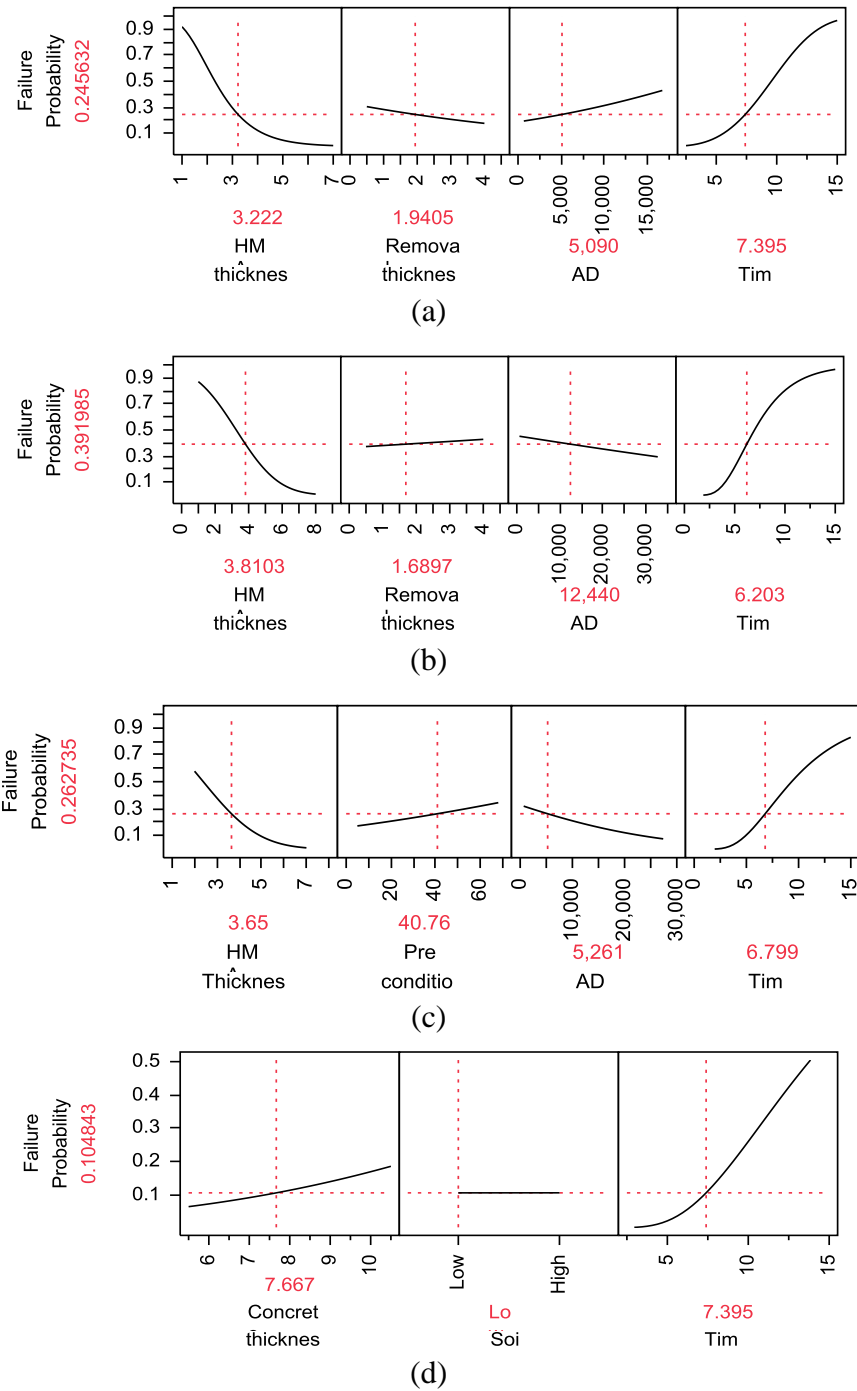 Failure
Probability
0.245632
0.9
0.7
0.5
0.3
0.1
1 3 5 7 0 1 2 3 4 0 5,000 10,000 15,000 5 10 15
3.222 1.9405 5,090 7.395
HM Remova AD Tim
thicknes thicknes
(a)
Failure
Probability
0.391985
0.9
0.7
0.5
0.3
0.1
0 2 4 6 8 0 1 2 3 4 0 10,000 20,000 30,000 0 5 10 15
3.8103 1.6897 12,440 6.203
HM Remova AD Tim
thicknes thicknes
(b)
Failure
Probability
0.262735
0.9
0.7
0.5
0.3
0.1
1 3 5 7 0 20 40 60 0 10,000 20,000 30,000 0 5 10 15
3.65 40.76 5,261 6.799
HM Pre AD Tim
Thicknes conditio
(c)
Failure
Probability
0.104843
0.5
0.4
0.3
0.2
0.1
6 7 8 9 10 Low High 5 10 15
7.667 Lo 7.395
Concret Soi Tim
thicknes
(d)